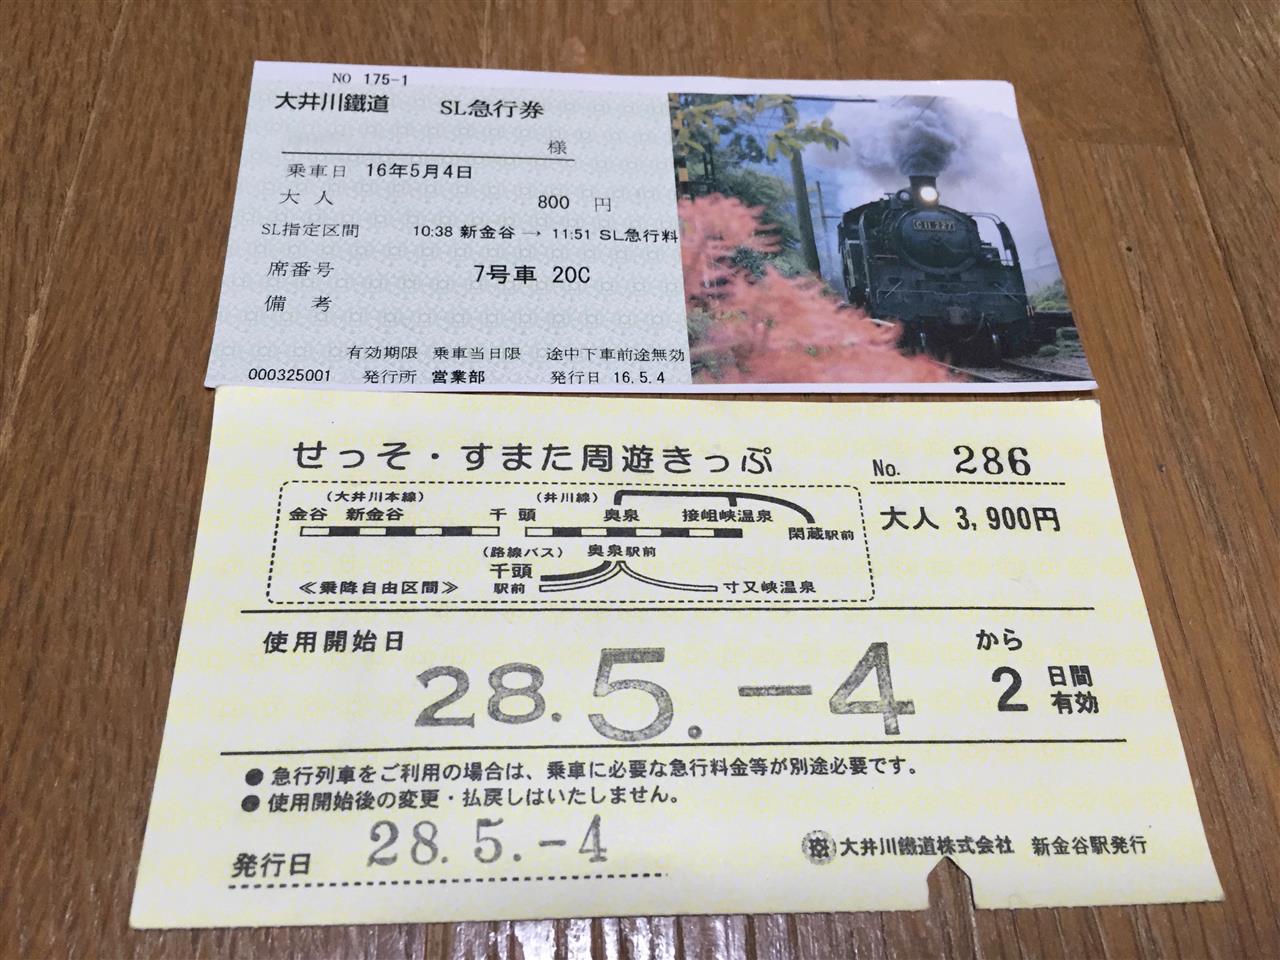 NO 175-1
大井川鐵道 SL急行券
様
乗車日 16年5月4日
大人 800 円
SL指定区間 10:38 新金谷 → 11:51 SL急行料
席番号 7号車 20C
備考
有効期限 乗車当日限 途中下車前途無効
000325001 発行所 営業部 発行日 16.5.4
C11 227
せっそ・すまた周遊きっぷ No. 286
大人 3,900円
(大井川本線) (井川線)
金谷 新金谷 千頭 奥泉 接岨峡温泉
閑蔵駅前
(路線バス) 奥泉駅前
千頭
≪乗降自由区間≫ 駅前 寸又峡温泉
使用開始日 28.5.-4 から
2 日間
有効
●急行列車をご利用の場合は、乗車に必要な急行料金等が別途必要です。
●使用開始後の変更・払戻しはいたしません。
発行日 28.5.-4
大井川鐵道株式会社 新金谷駅発行